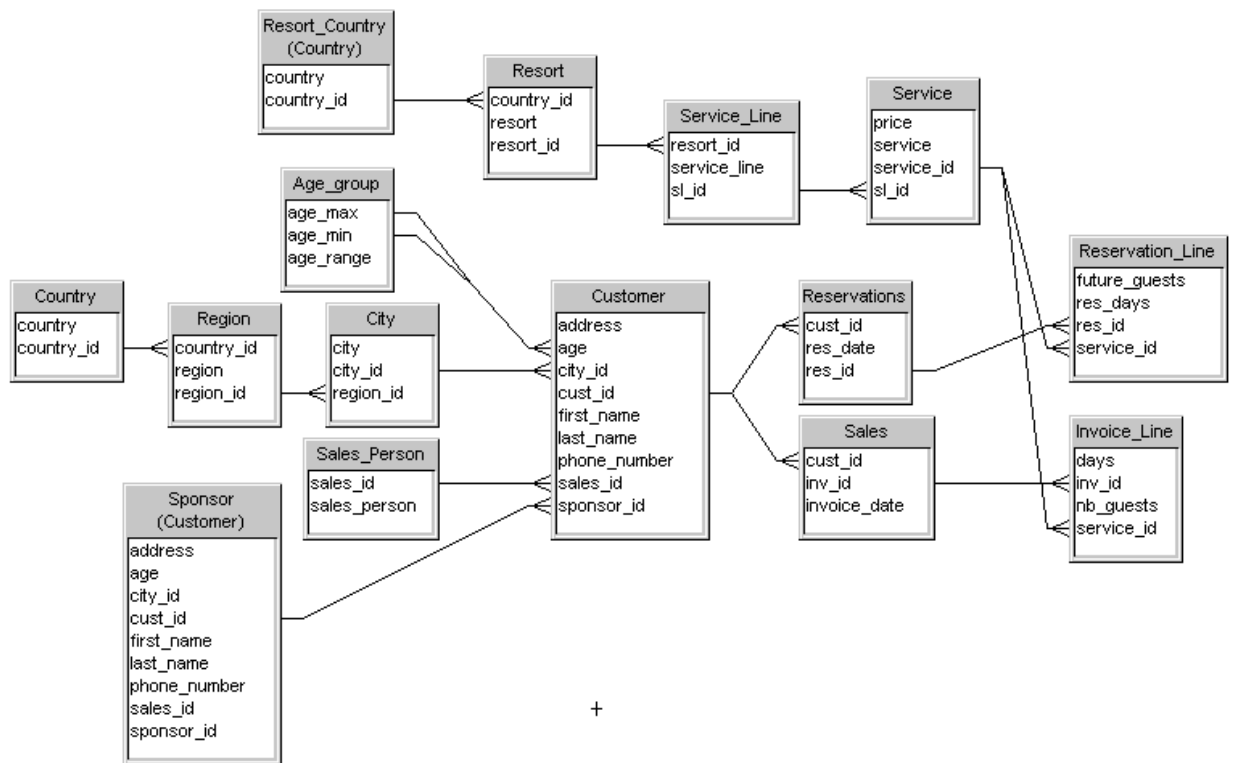 Resort_Country
(Country)
country
country_id
Resort
country_id
resort
resort_id
Service_Line
resort_id
service_line
sl_id
Service
price
service
service_id
sl_id
Age_group
age_max
age_min
age_range
Reservation_Line
future_guests
res_days
res_id
service_id
Country
country
country_id
Region
country_id
region
region_id
City
city
city_id
region_id
Customer
address
age
city_id
cust_id
first_name
last_name
phone_number
sales_id
sponsor_id
Reservations
cust_id
res_date
res_id
Sales
cust_id
inv_id
invoice_date
Invoice_Line
days
inv_id
nb_guests
service_id
Sales_Person
sales_id
sales_person
Sponsor
(Customer)
address
age
city_id
cust_id
first_name
last_name
phone_number
sales_id
sponsor_id